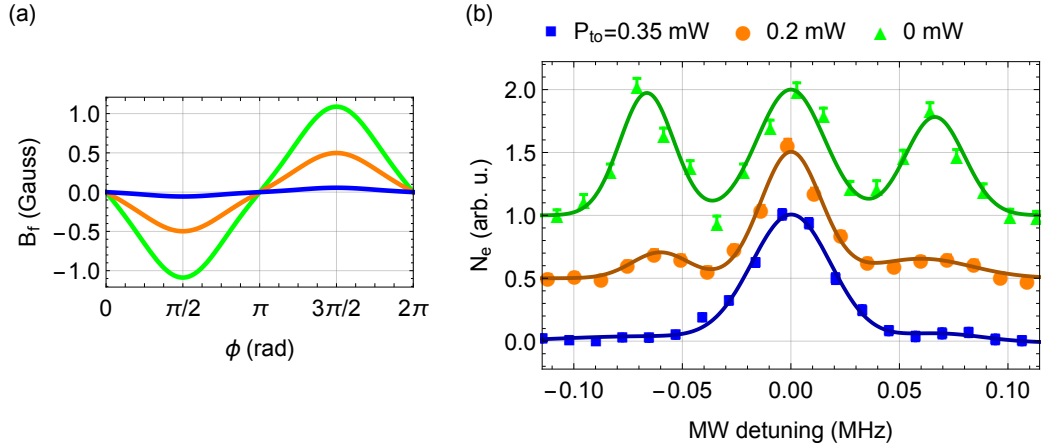 (a)
B_f (Gauss)
1.0
0.5
0.0
−0.5
−1.0
0 π/2 π 3π/2 2π
ϕ (rad)
(b)
P_to=0.35 mW 0.2 mW 0 mW
N_e (arb. u.)
2.0
1.5
1.0
0.5
0.0
−0.10 −0.05 0.00 0.05 0.10
MW detuning (MHz)